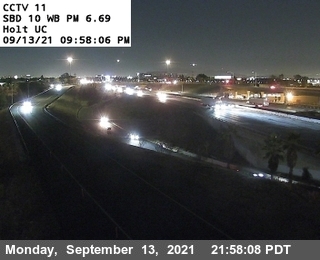 CCTV 11
SBD 10 WB PM 6.69
Holt UC
09/13/21 09:58:06 PM
Monday, September 13, 2021 21:58:08 PDT